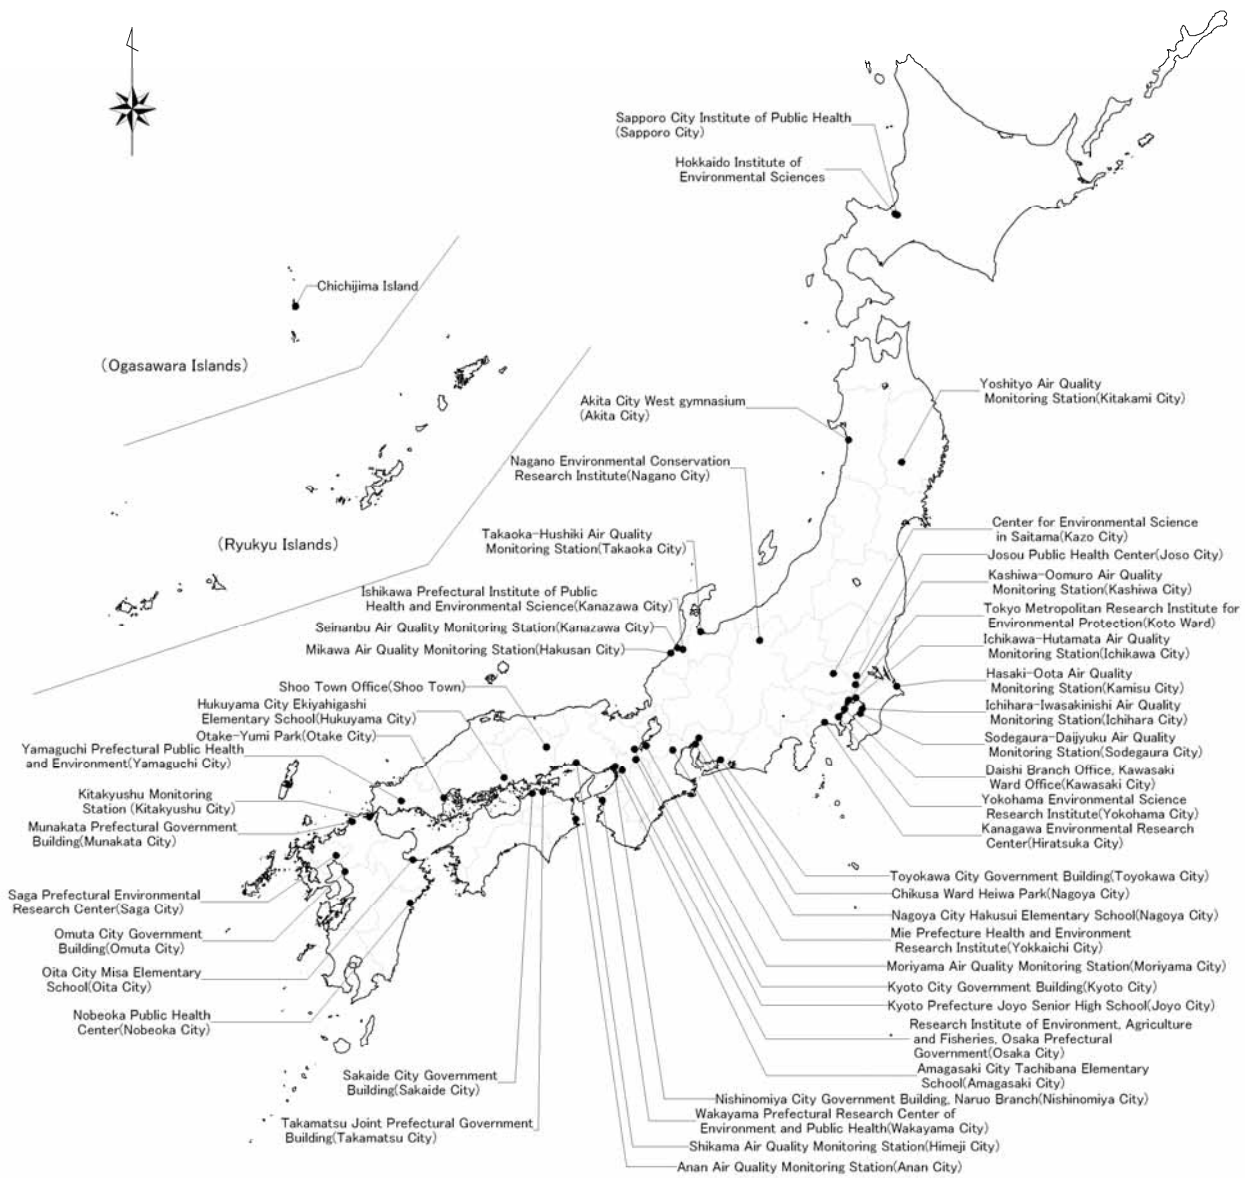 Sapporo City Institute of Public Health
(Sapporo City)
Hokkaido Institute of
Environmental Sciences
Chichijima Island
(Ogasawara Islands)
(Ryukyu Islands)
Akita City West gymnasium
(Akita City)
Nagano Environmental Conservation
Research Institute(Nagano City)
Takaoka-Hushiki Air Quality
Monitoring Station(Takaoka City)
Ishikawa Prefectural Institute of Public
Health and Environmental Science(Kanazawa City)
Seinanbu Air Quality Monitoring Station(Kanazawa City)
Mikawa Air Quality Monitoring Station(Hakusan City)
Shoo Town Office(Shoo Town)
Hukuyama City Ekiyahigashi
Elementary School(Hukuyama City)
Otake-Yumi Park(Otake City)
Yamaguchi Prefectural Public Health
and Environment(Yamaguchi City)
Kitakyushu Monitoring
Station (Kitakyushu City)
Munakata Prefectural Government
Building(Munakata City)
Saga Prefectural Environmental
Research Center(Saga City)
Omuta City Government
Building(Omuta City)
Oita City Misa Elementary
School(Oita City)
Nobeoka Public Health
Center(Nobeoka City)
Sakaide City Government
Building(Sakaide City)
Takamatsu Joint Prefectural Government
Building(Takamatsu City)
Yoshityo Air Quality
Monitoring Station(Kitakami City)
Center for Environmental Science
in Saitama(Kazo City)
Josou Public Health Center(Joso City)
Kashiwa-Oomuro Air Quality
Monitoring Station(Kashiwa City)
Tokyo Metropolitan Research Institute for
Environmental Protection(Koto Ward)
Ichikawa-Hutamata Air Quality
Monitoring Station(Ichikawa City)
Hasaki-Oota Air Quality
Monitoring Station(Kamisu City)
Ichihara-Iwasakinishi Air Quality
Monitoring Station(Ichihara City)
Sodegaura-Daijyuku Air Quality
Monitoring Station(Sodegaura City)
Daishi Branch Office, Kawasaki
Ward Office(Kawasaki City)
Yokohama Environmental Science
Research Institute(Yokohama City)
Kanagawa Environmental Research
Center(Hiratsuka City)
Toyokawa City Government Building(Toyokawa City)
Chikusa Ward Heiwa Park(Nagoya City)
Nagoya City Hakusui Elementary School(Nagoya City)
Mie Prefecture Health and Environment
Research Institute(Yokkaichi City)
Moriyama Air Quality Monitoring Station(Moriyama City)
Kyoto City Government Building(Kyoto City)
Kyoto Prefecture Joyo Senior High School(Joyo City)
Research Institute of Environment, Agriculture
and Fisheries, Osaka Prefectural
Government(Osaka City)
Amagasaki City Tachibana Elementary
School(Amagasaki City)
Nishinomiya City Government Building, Naruo Branch(Nishinomiya City)
Wakayama Prefectural Research Center of
Environment and Public Health(Wakayama City)
Shikama Air Quality Monitoring Station(Himeji City)
Anan Air Quality Monitoring Station(Anan City)